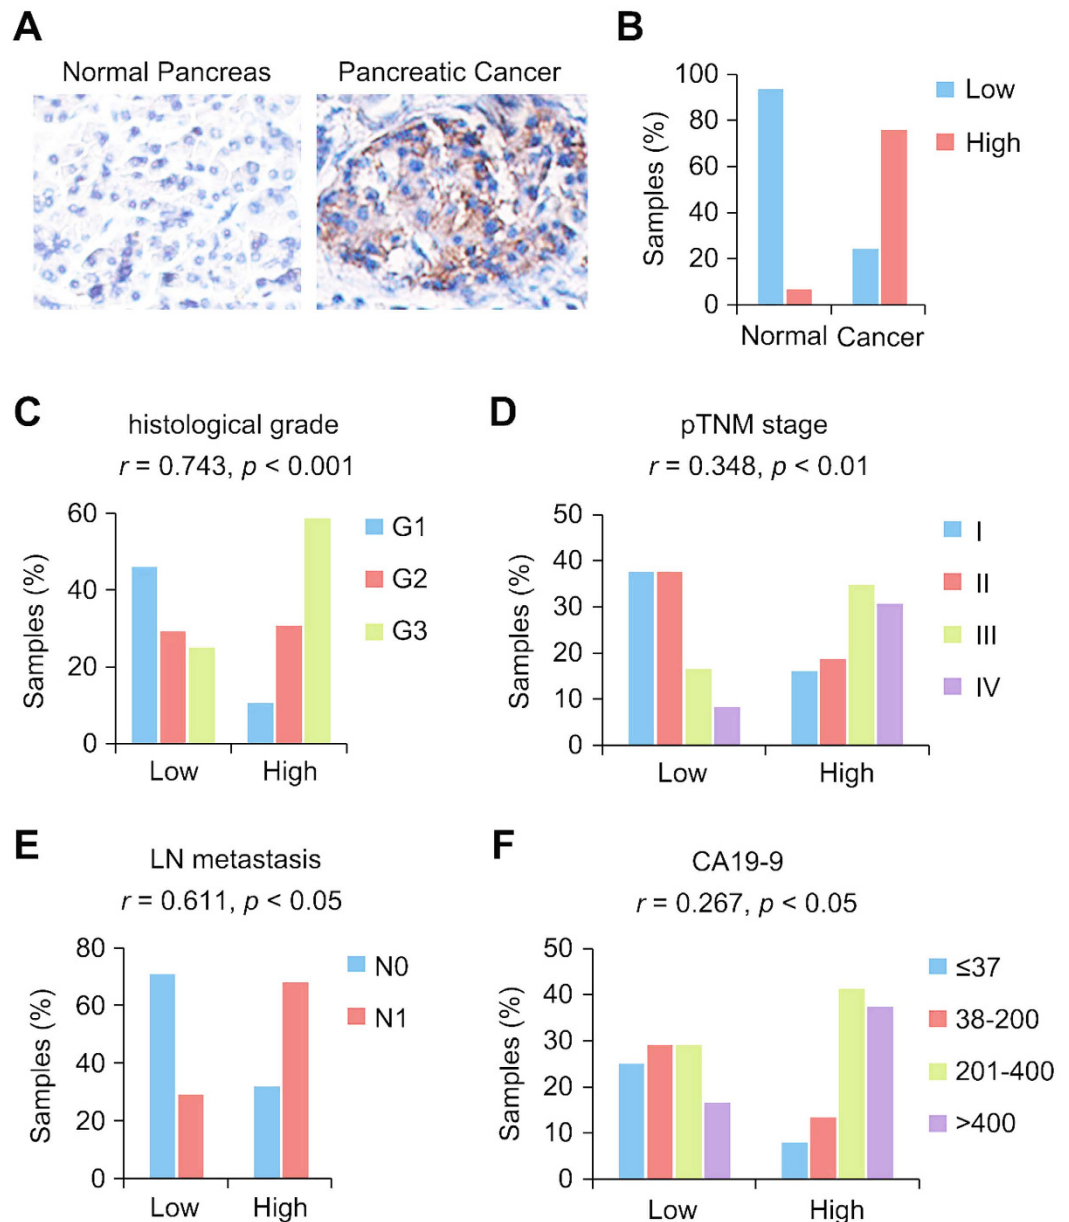 A
Normal Pancreas
Pancreatic Cancer
B
Samples (%)
100
80
60
40
20
0
Normal Cancer
Low
High
C
histological grade
r = 0.743, p < 0.001
Samples (%)
60
40
20
0
Low High
G1
G2
G3
D
pTNM stage
r = 0.348, p < 0.01
Samples (%)
50
40
30
20
10
0
Low High
I
II
III
IV
E
LN metastasis
r = 0.611, p < 0.05
Samples (%)
80
60
40
20
0
Low High
N0
N1
F
CA19-9
r = 0.267, p < 0.05
Samples (%)
50
40
30
20
10
0
Low High
≤37
38-200
201-400
>400